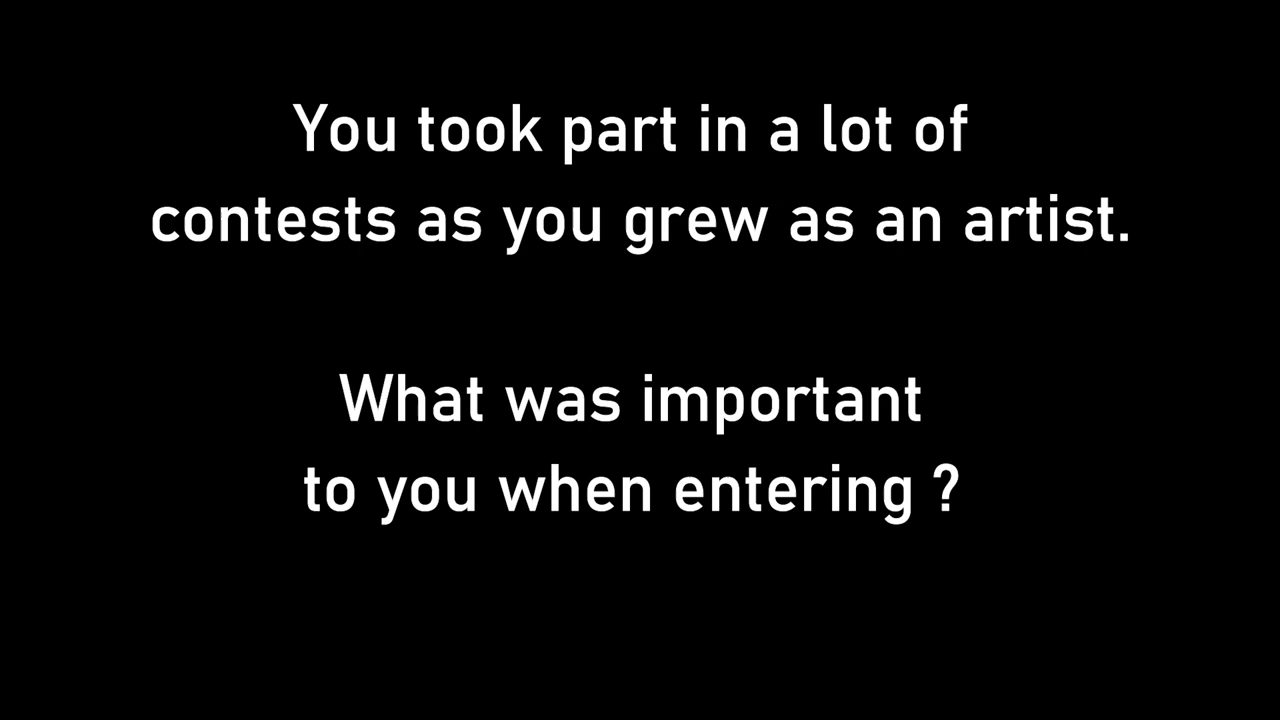 You took part in a lot of
contests as you grew as an artist.
What was important
to you when entering ?